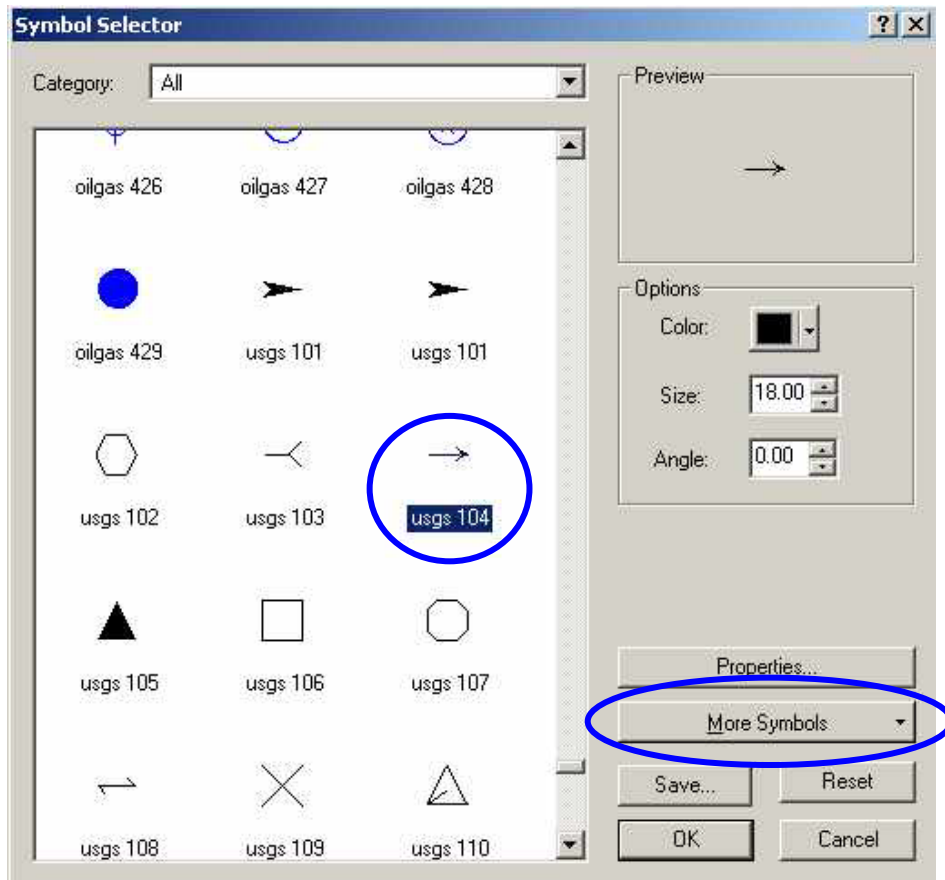 Symbol Selector
Category: All
oilgas 426 oilgas 427 oilgas 428
oilgas 429 usgs 101 usgs 101
usgs 102 usgs 103 usgs 104
usgs 105 usgs 106 usgs 107
usgs 108 usgs 109 usgs 110
Preview
Options
Color:
Size: 18.00
Angle: 0.00
Properties...
More Symbols
Save... Reset
OK Cancel